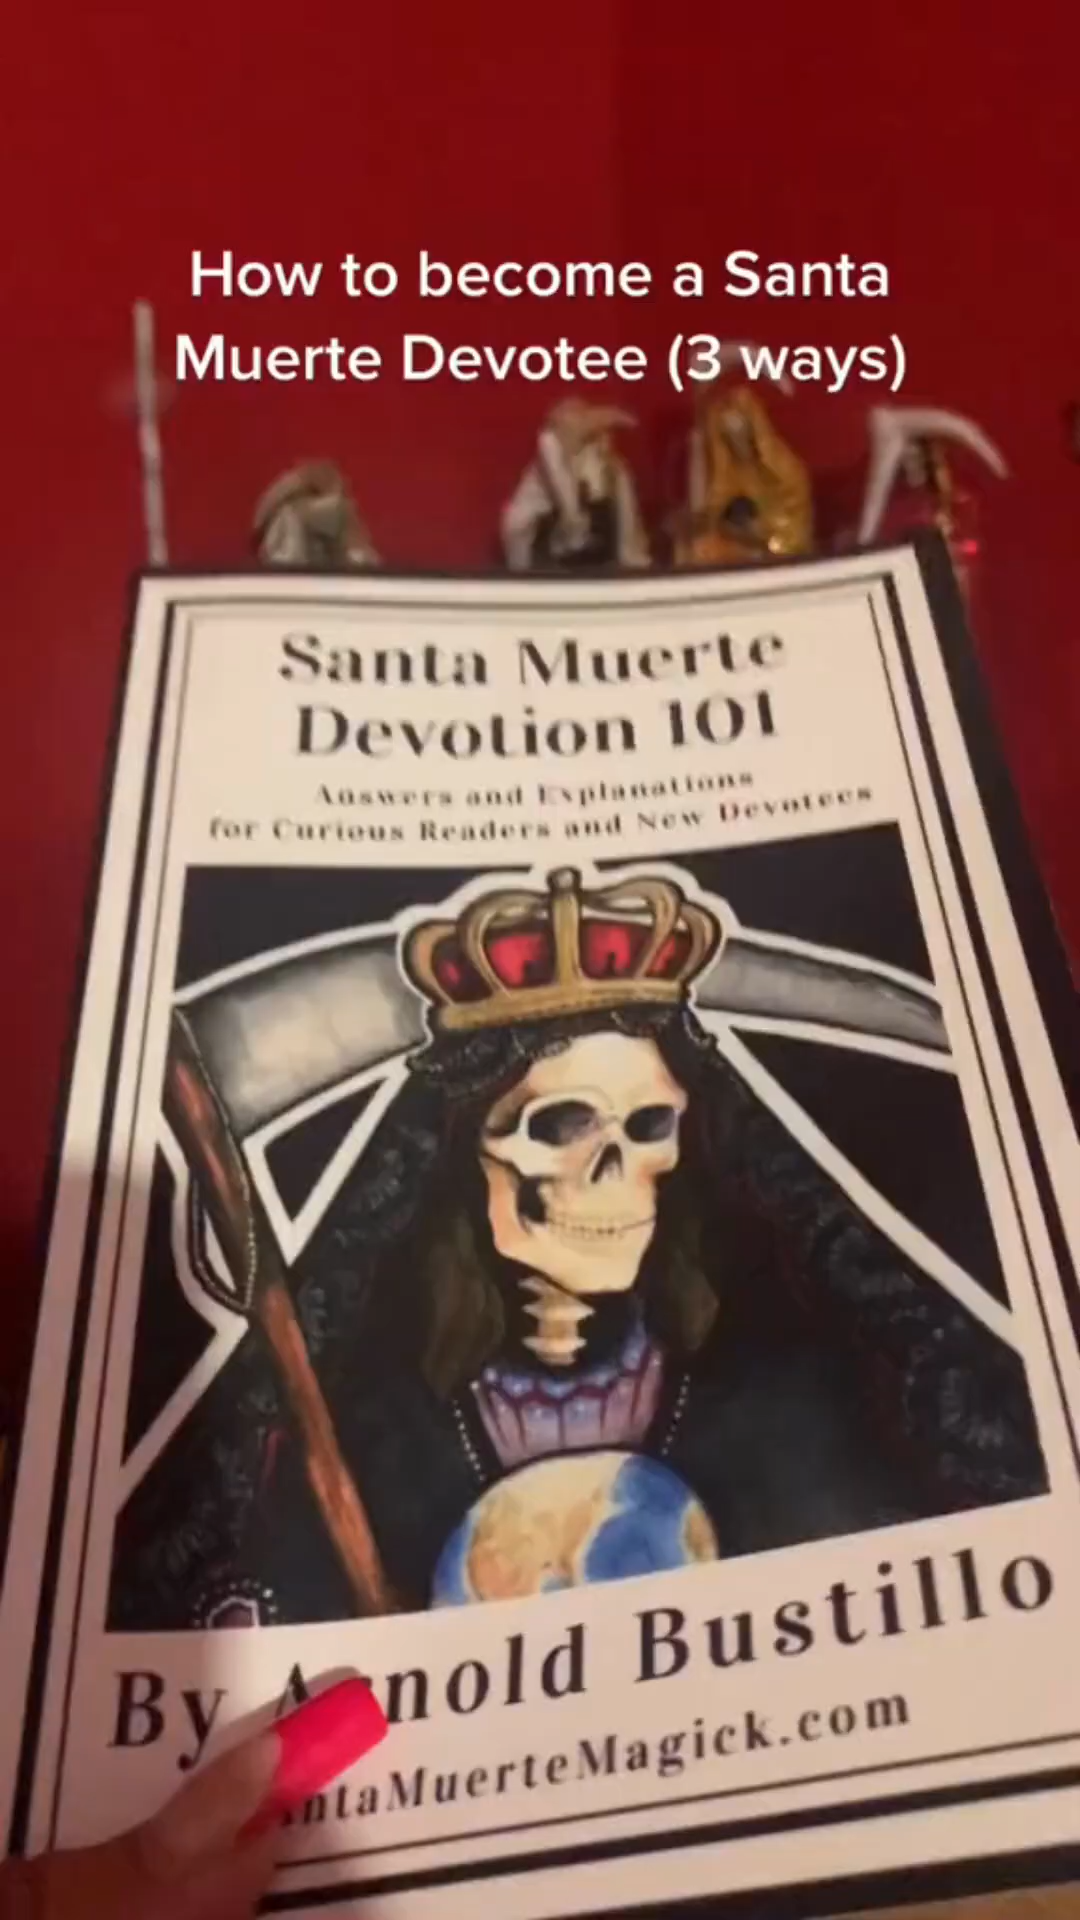 How to become a Santa
Muerte Devotee (3 ways)
Santa Muerte
Devotion 101
Answers and Explanations
for Curious Readers and New Devotees
By Arnold Bustillo
ntaMuerteMagick.com